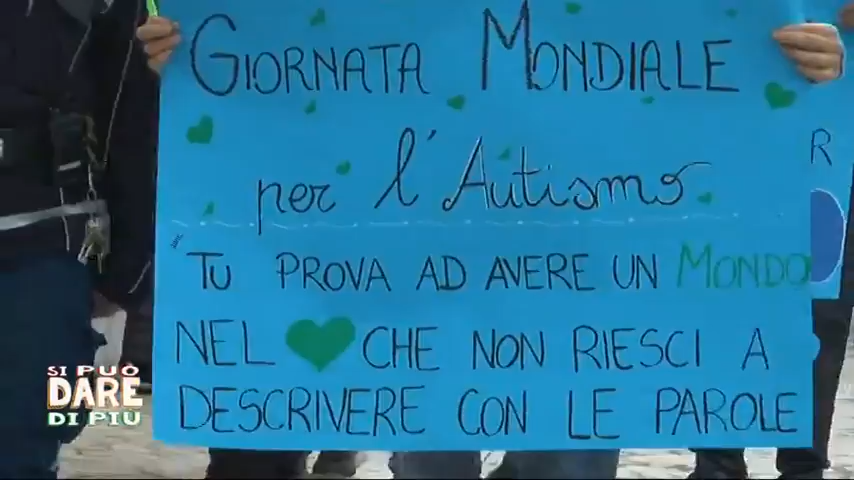 GIORNATA MONDIALE
per l'Autismo
TU PROVA AD AVERE UN MONDO
NEL CHE NON RIESCI A
DESCRIVERE CON LE PAROLE
R
SI PUÒ
DARE
DI PIU